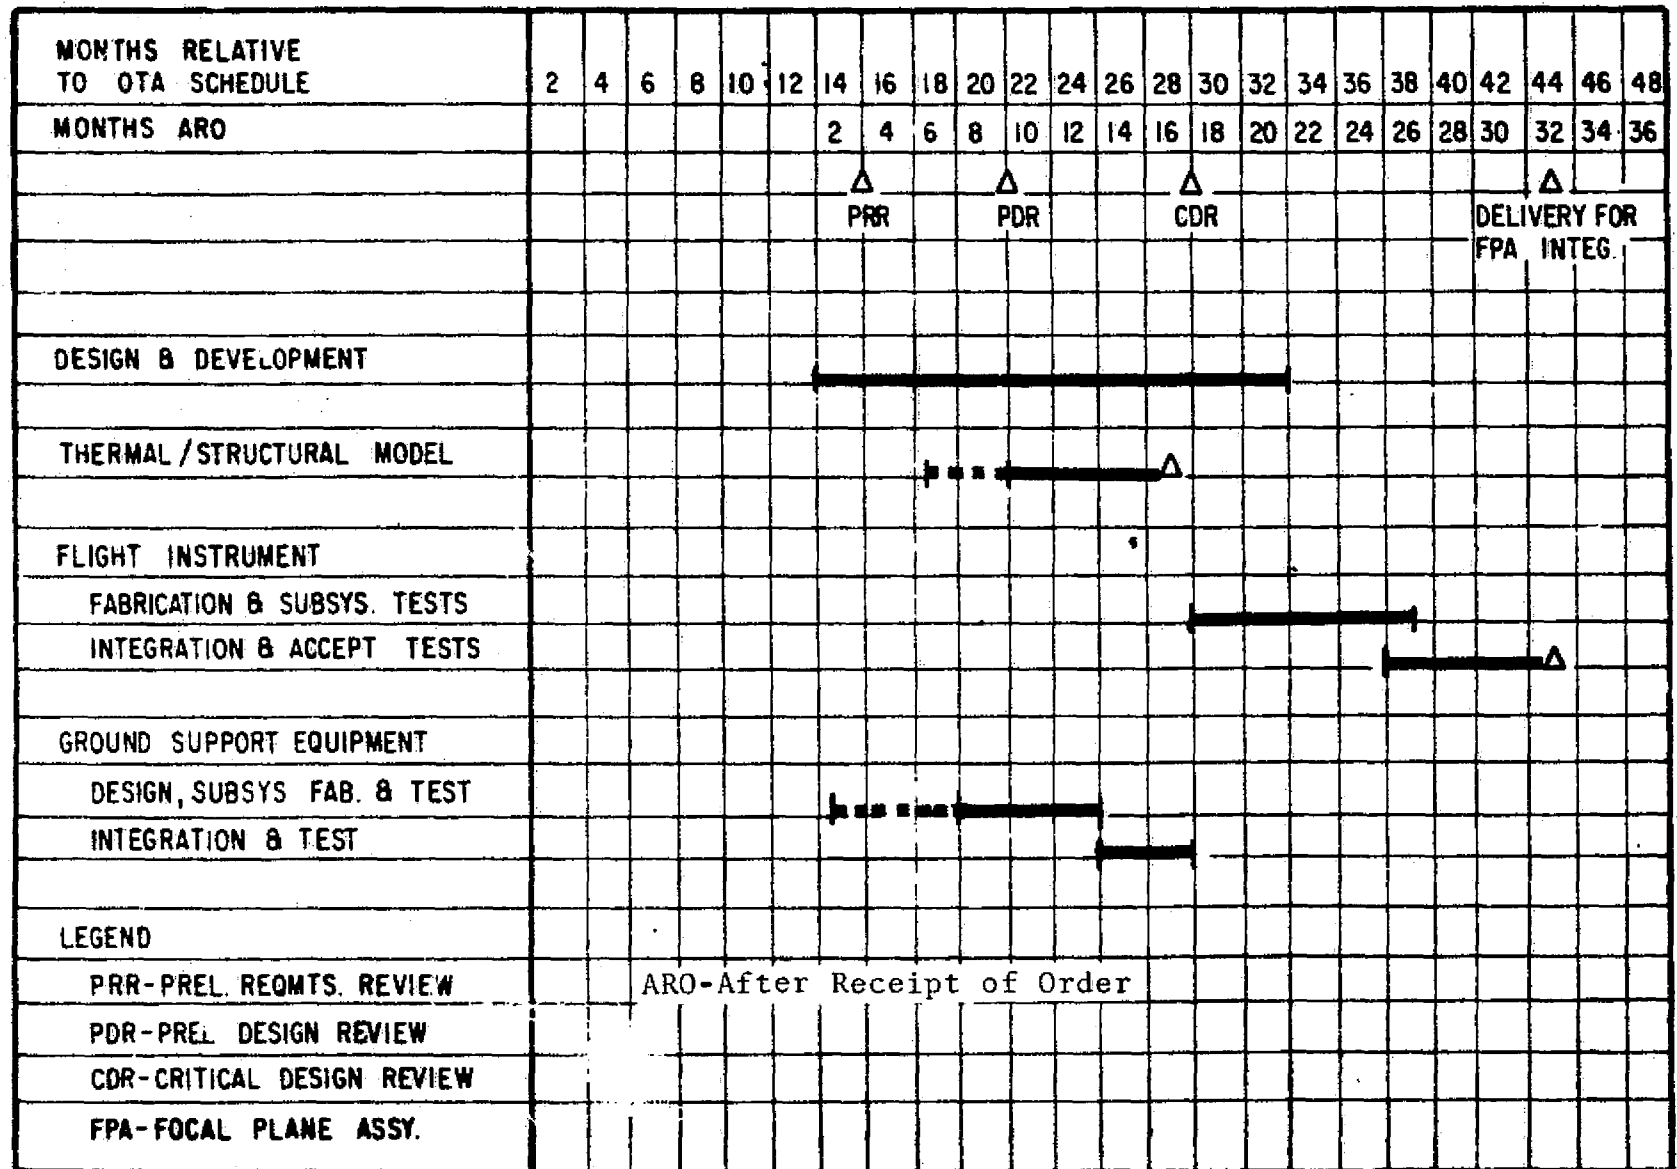 MONTHS RELATIVE
TO OTA SCHEDULE 2 4 6 8 10 12 14 16 18 20 22 24 26 28 30 32 34 36 38 40 42 44 46 48
MONTHS ARO 2 4 6 8 10 12 14 16 18 20 22 24 26 28 30 32 34 36
PRR PDR CDR DELIVERY FOR
FPA INTEG.
DESIGN & DEVELOPMENT
THERMAL/STRUCTURAL MODEL
FLIGHT INSTRUMENT
FABRICATION & SUBSYS. TESTS
INTEGRATION & ACCEPT TESTS
GROUND SUPPORT EQUIPMENT
DESIGN, SUBSYS FAB. & TEST
INTEGRATION & TEST
LEGEND
PRR-PREL. REQMTS. REVIEW ARO-After Receipt of Order
PDR-PREL DESIGN REVIEW
CDR-CRITICAL DESIGN REVIEW
FPA-FOCAL PLANE ASSY.